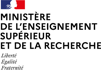 MINISTÈRE
DE L'ENSEIGNEMENT
SUPÉRIEUR
ET DE LA RECHERCHE
Liberté
Égalité
Fraternité